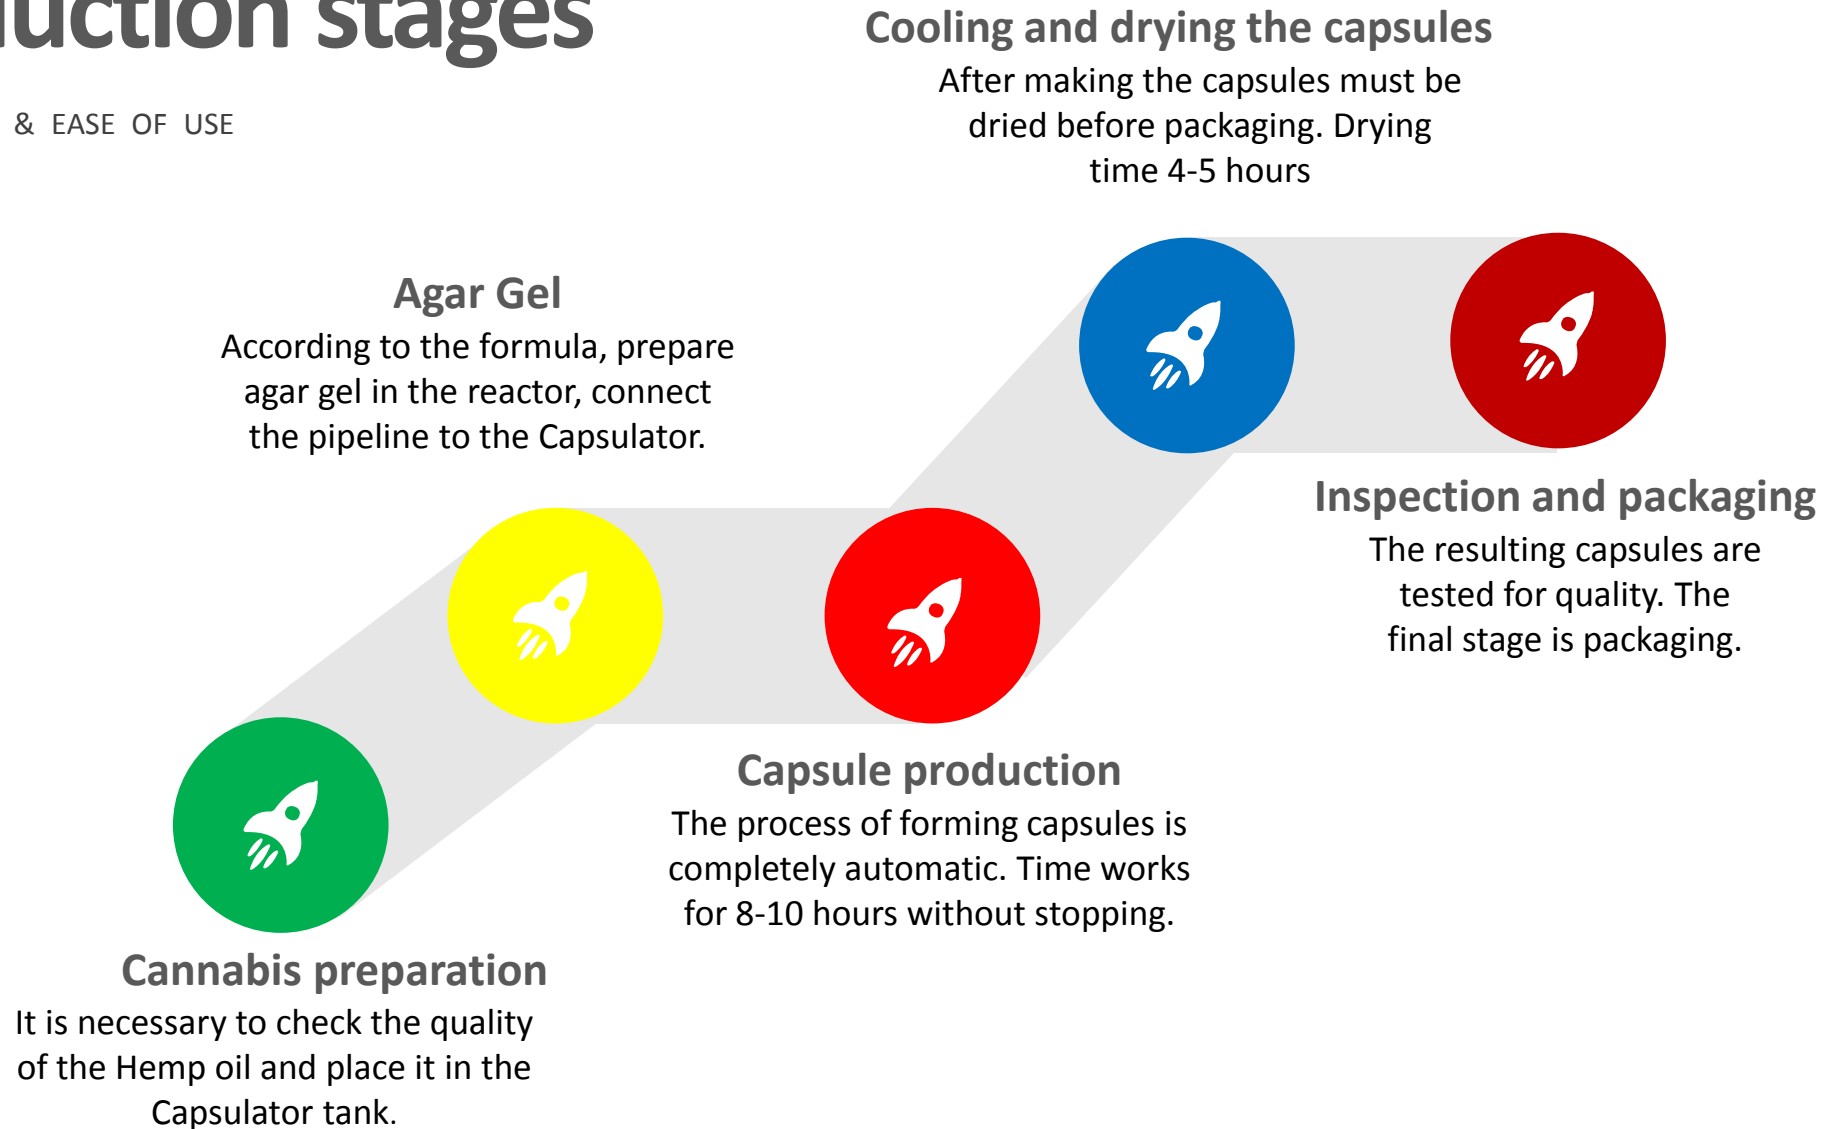 uction stages
& EASE OF USE
Cooling and drying the capsules
After making the capsules must be
dried before packaging. Drying
time 4-5 hours
Agar Gel
According to the formula, prepare
agar gel in the reactor, connect
the pipeline to the Capsulator.
Inspection and packaging
The resulting capsules are
tested for quality. The
final stage is packaging.
Capsule production
The process of forming capsules is
completely automatic. Time works
for 8-10 hours without stopping.
Cannabis preparation
It is necessary to check the quality
of the Hemp oil and place it in the
Capsulator tank.